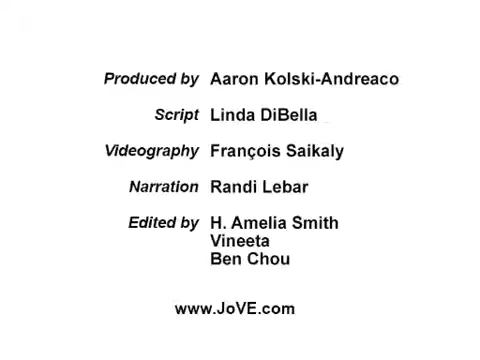 Produced by Aaron Kolski-Andreaco
Script Linda DiBella
Videography François Saikaly
Narration Randi Lebar
Edited by H. Amelia Smith
Vineeta
Ben Chou
www.JoVE.com